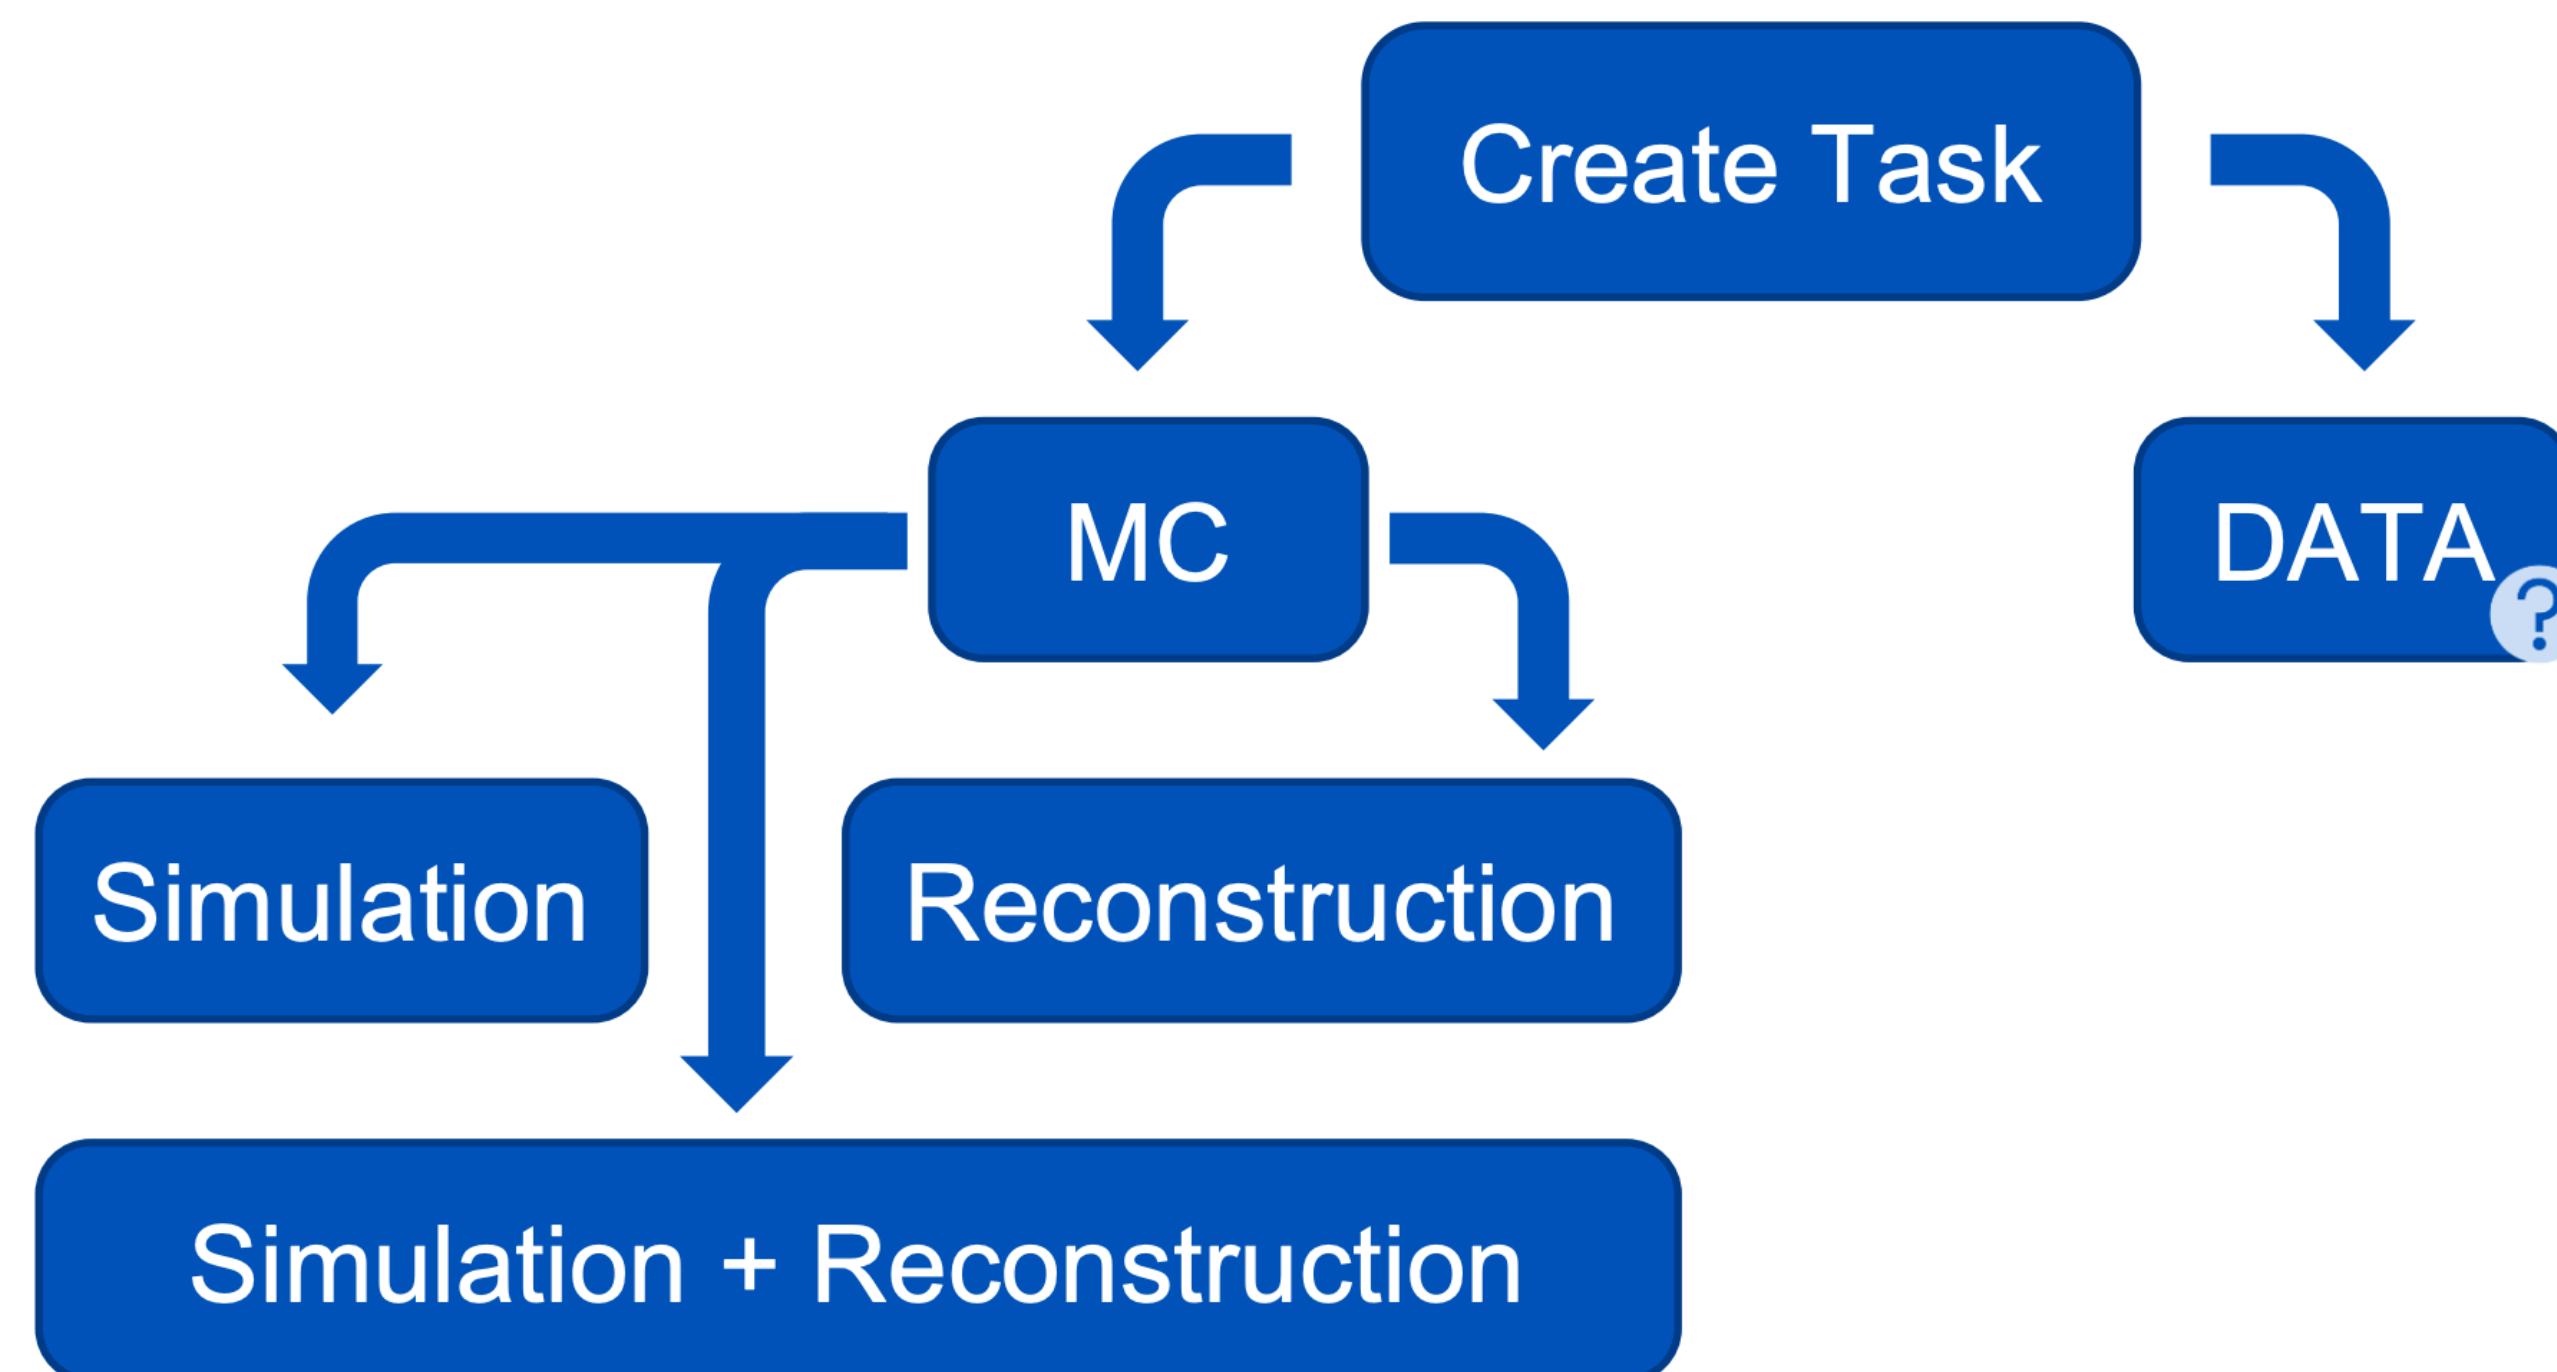 Create Task
MC
DATA
?
Simulation
Reconstruction
Simulation + Reconstruction